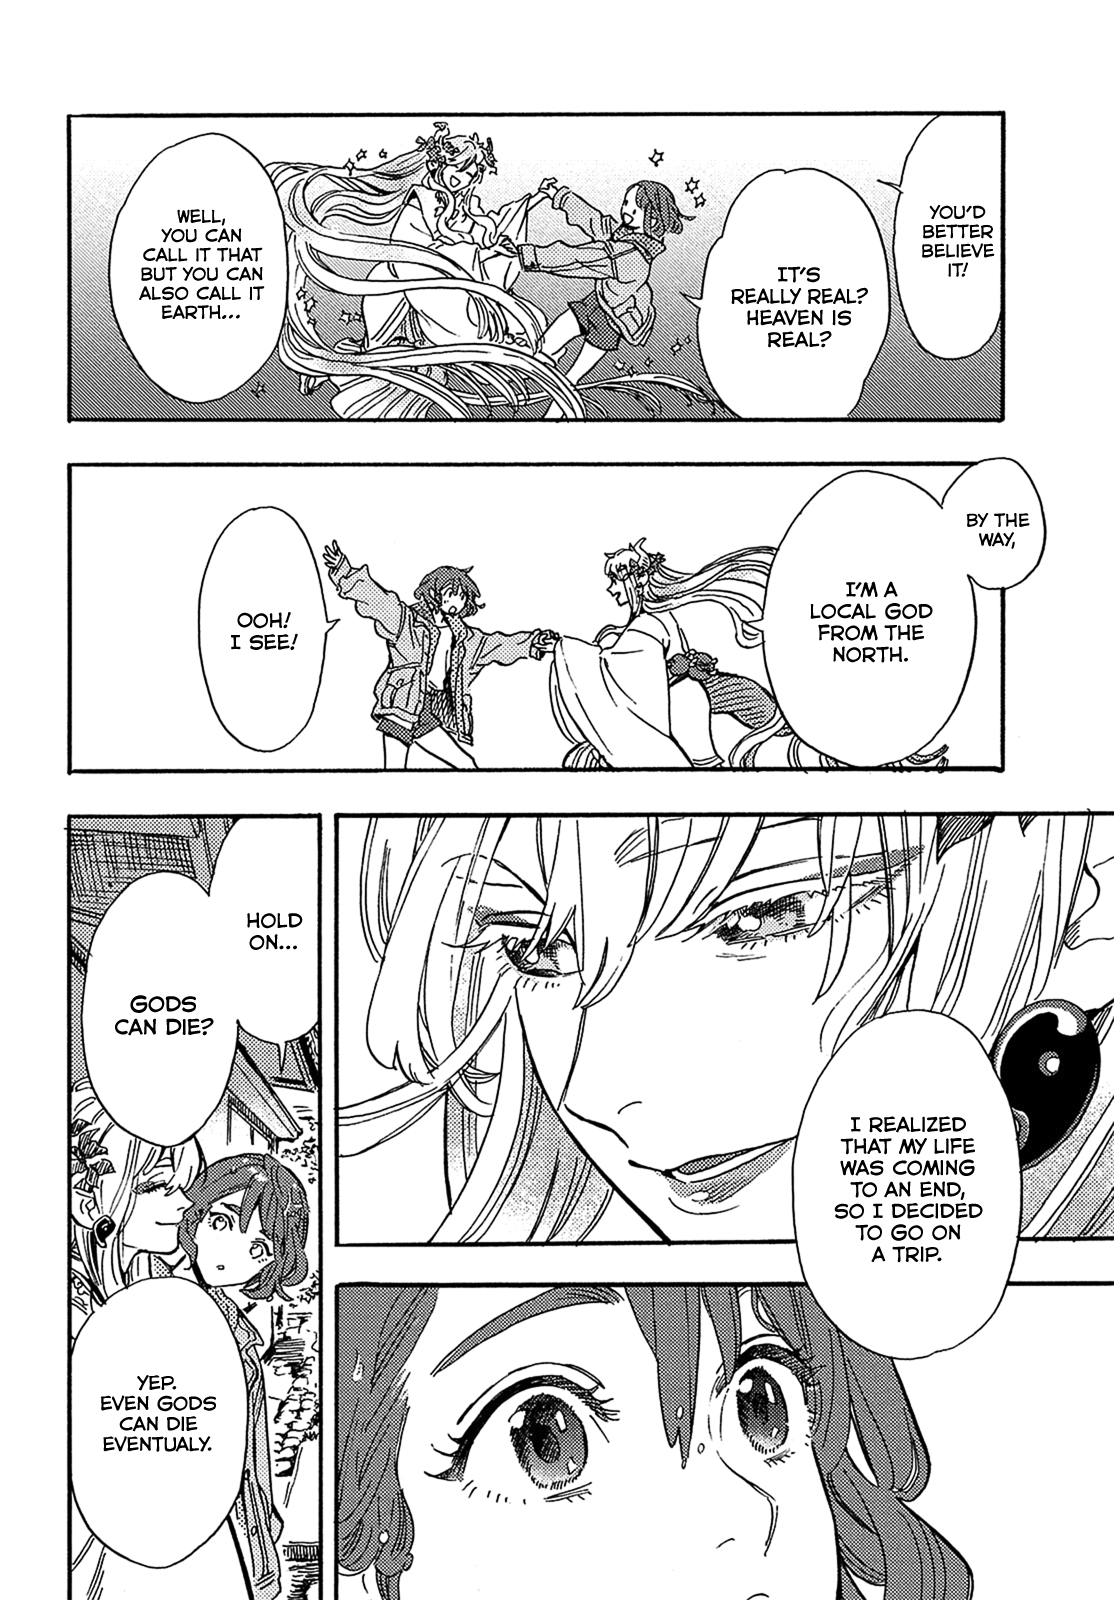 YOU'D
BETTER
BELIEVE
IT!
IT'S
REALLY REAL?
HEAVEN IS
REAL?
WELL,
YOU CAN
CALL IT THAT
BUT YOU CAN
ALSO CALL IT
EARTH...
BY THE
WAY,
I'M A
LOCAL GOD
FROM THE
NORTH.
OOH!
I SEE!
I REALIZED
THAT MY LIFE
WAS COMING
TO AN END,
SO I DECIDED
TO GO ON
A TRIP.
HOLD
ON...
GODS
CAN DIE?
YEP.
EVEN GODS
CAN DIE
EVENTUALY.